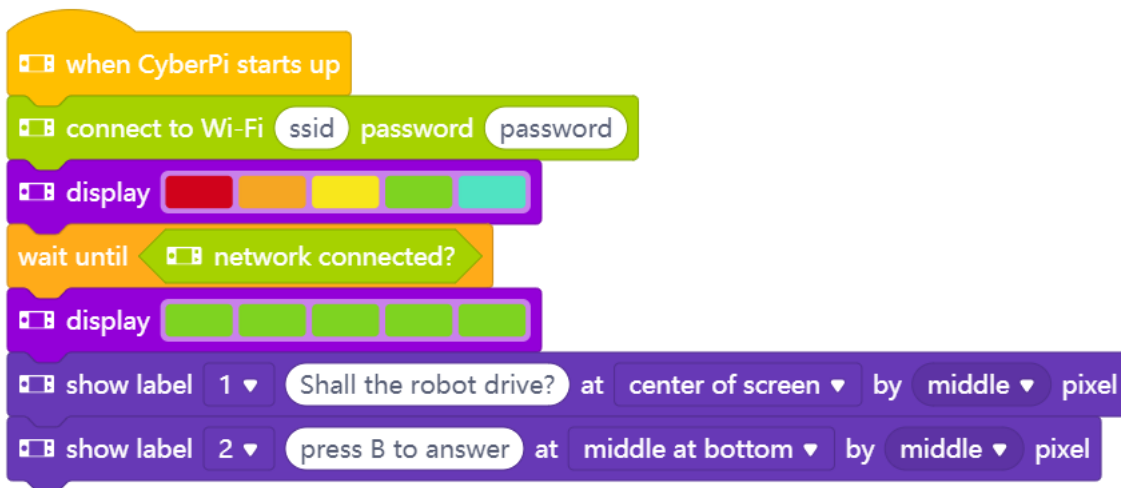 when CyberPi starts up
connect to Wi-Fi ssid password password
display
wait until network connected?
display
show label 1 Shall the robot drive? at center of screen by middle pixel
show label 2 press B to answer at middle at bottom by middle pixel